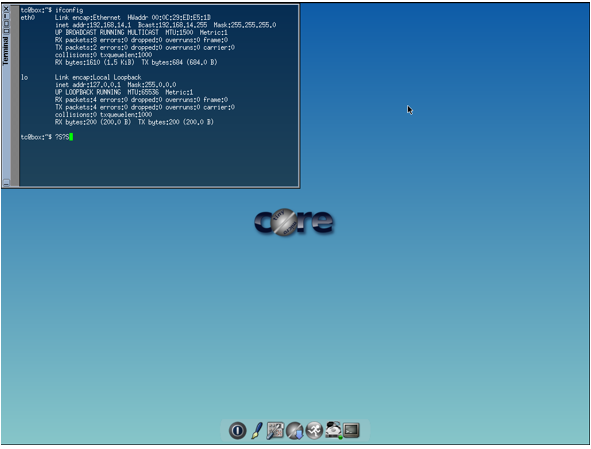 Terminal
tc@box:~$ ifconfig
eth0 Link encap:Ethernet HWaddr 00:0C:29:ED:E5:1D
inet addr:192.168.14.1 Bcast:192.168.14.255 Mask:255.255.255.0
UP BROADCAST RUNNING MULTICAST MTU:1500 Metric:1
RX packets:8 errors:0 dropped:0 overruns:0 frame:0
TX packets:2 errors:0 dropped:0 overruns:0 carrier:0
collisions:0 txqueuelen:1000
RX bytes:1610 (1.5 KiB) TX bytes:684 (684.0 B)
lo Link encap:Local Loopback
inet addr:127.0.0.1 Mask:255.0.0.0
UP LOOPBACK RUNNING MTU:65536 Metric:1
RX packets:4 errors:0 dropped:0 overruns:0 frame:0
TX packets:4 errors:0 dropped:0 overruns:0 carrier:0
collisions:0 txqueuelen:1000
RX bytes:200 (200.0 B) TX bytes:200 (200.0 B)
tc@box:~$ ?S?S
core